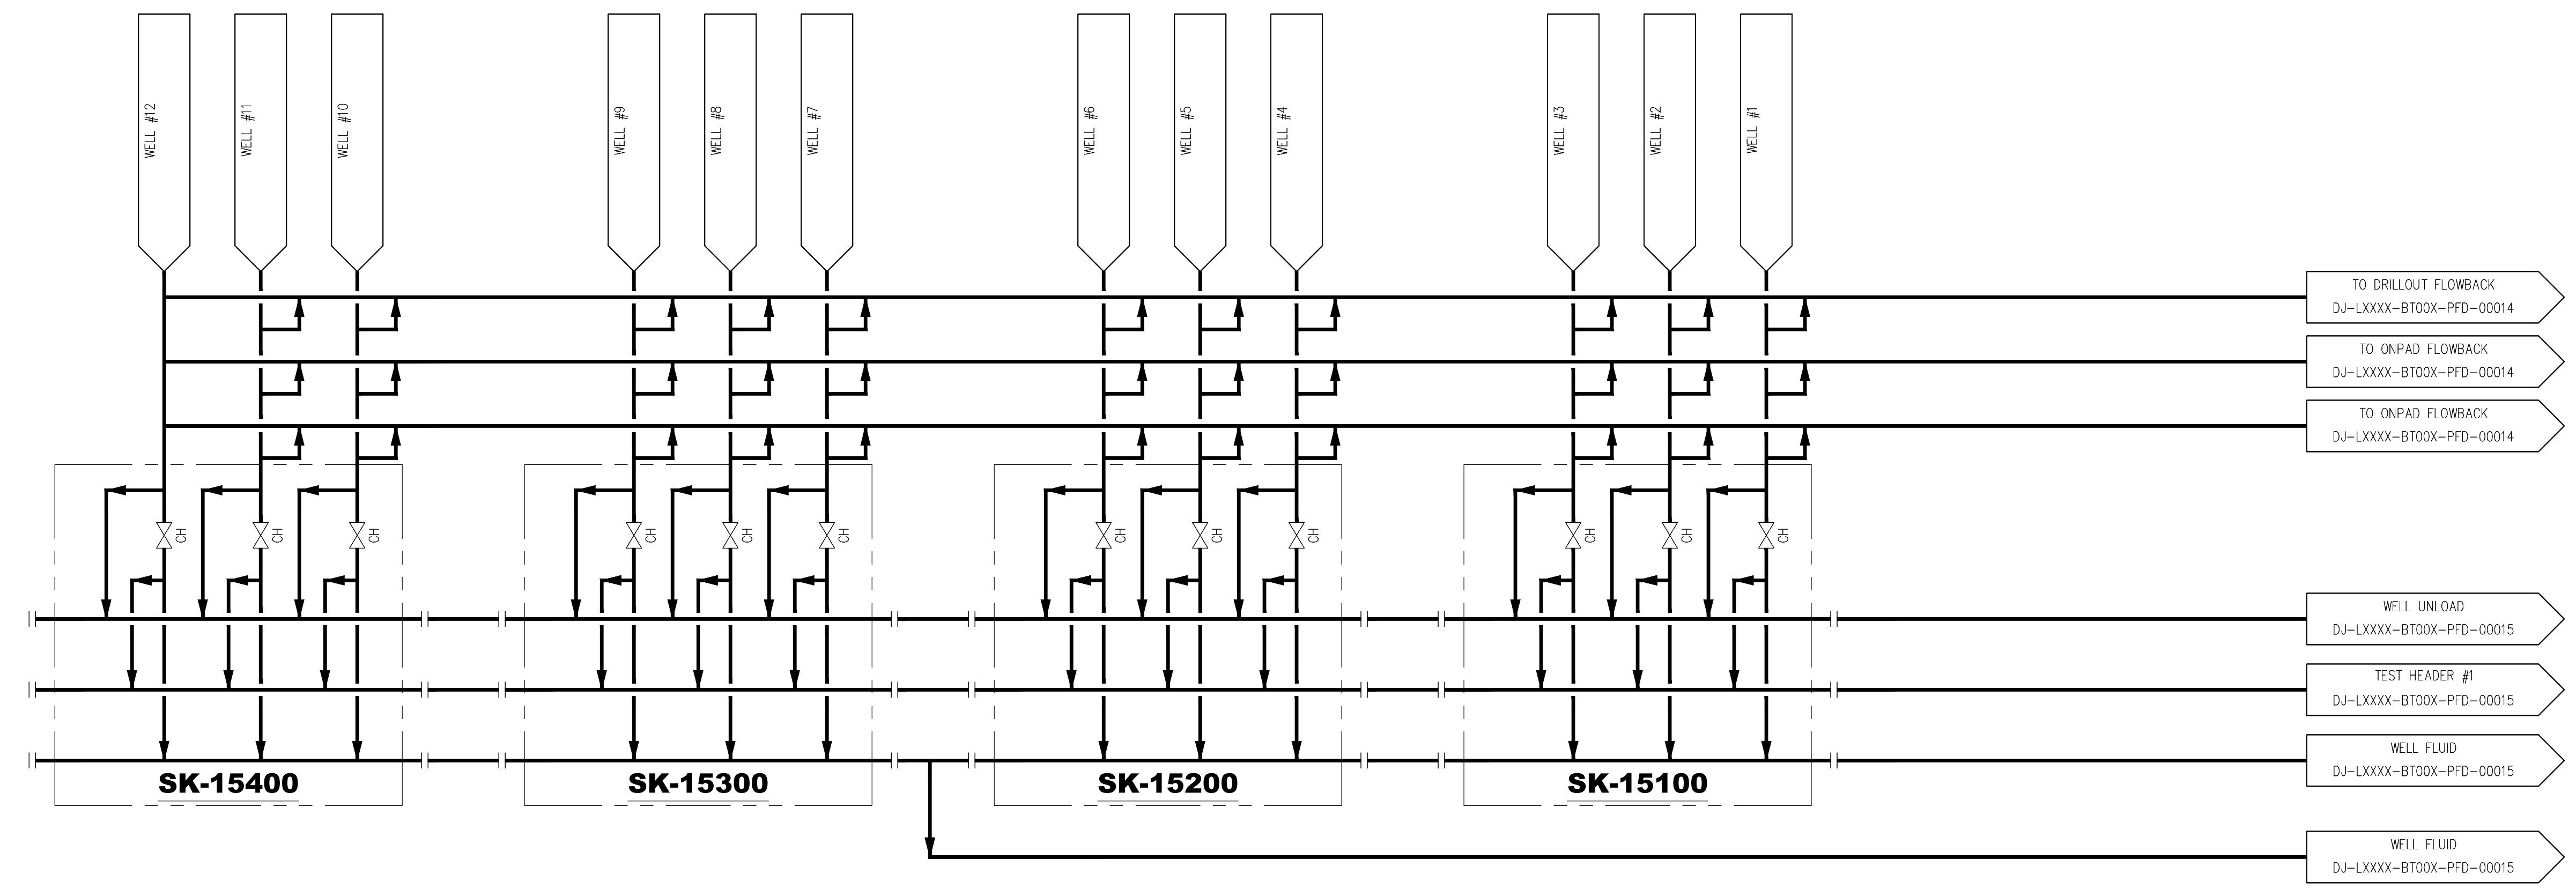 WELL #12
WELL #11
WELL #10
WELL #9
WELL #8
WELL #7
WELL #6
WELL #5
WELL #4
WELL #3
WELL #2
WELL #1
TO DRILLOUT FLOWBACK
DJ-LXXXX-BT00X-PFD-00014
TO ONPAD FLOWBACK
DJ-LXXXX-BT00X-PFD-00014
TO ONPAD FLOWBACK
DJ-LXXXX-BT00X-PFD-00014
CH
CH
CH
CH
CH
CH
CH
CH
CH
CH
CH
CH
WELL UNLOAD
DJ-LXXXX-BT00X-PFD-00015
TEST HEADER #1
DJ-LXXXX-BT00X-PFD-00015
WELL FLUID
DJ-LXXXX-BT00X-PFD-00015
SK-15400
SK-15300
SK-15200
SK-15100
WELL FLUID
DJ-LXXXX-BT00X-PFD-00015